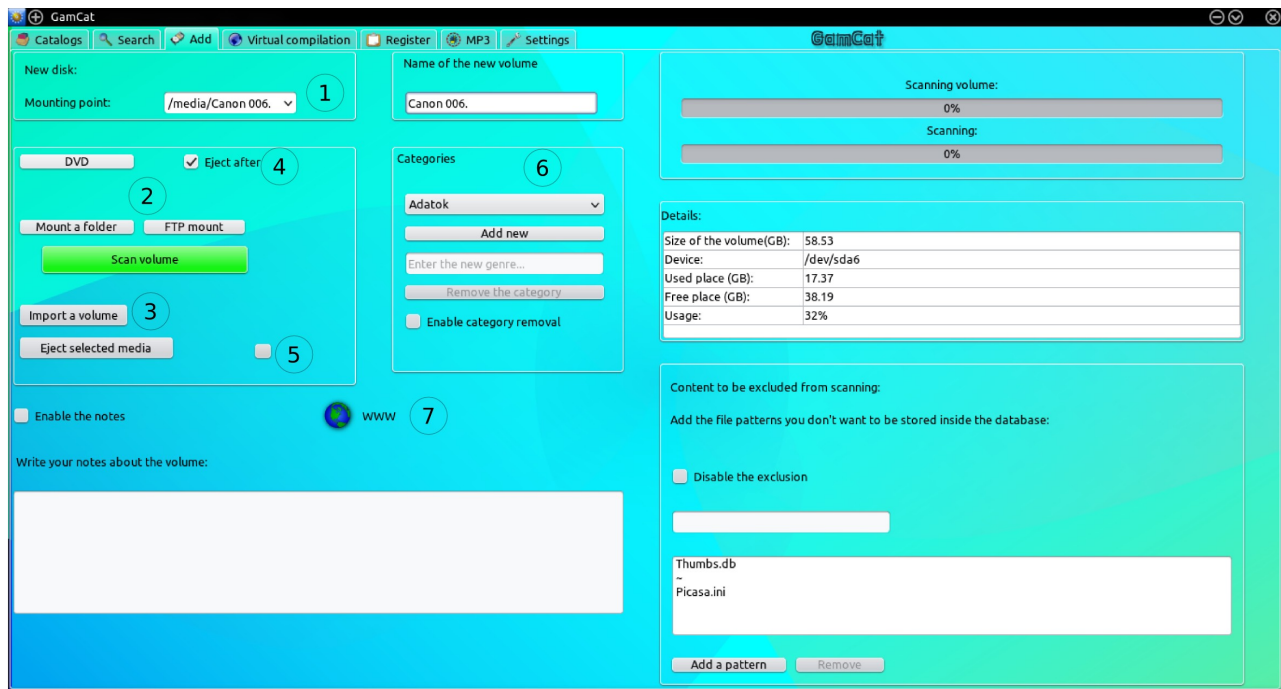 GamCat
Catalogs Search Add Virtual compilation Register MP3 Settings
GamCat
New disk:
Mounting point: /media/Canon 006. 1
Name of the new volume
Canon 006.
Scanning volume:
0%
Scanning:
0%
DVD Eject after 4
2
Mount a folder FTP mount
Scan volume
Import a volume 3
Eject selected media 5
Categories 6
Adatok
Add new
Enter the new genre...
Remove the category
Enable category removal
Details:
Size of the volume(GB): 58.53
Device: /dev/sda6
Used place (GB): 17.37
Free place (GB): 38.19
Usage: 32%
Enable the notes www 7
Write your notes about the volume:
Content to be excluded from scanning:
Add the file patterns you don't want to be stored inside the database:
Disable the exclusion
Thumbs.db
~
Picasa.ini
Add a pattern Remove